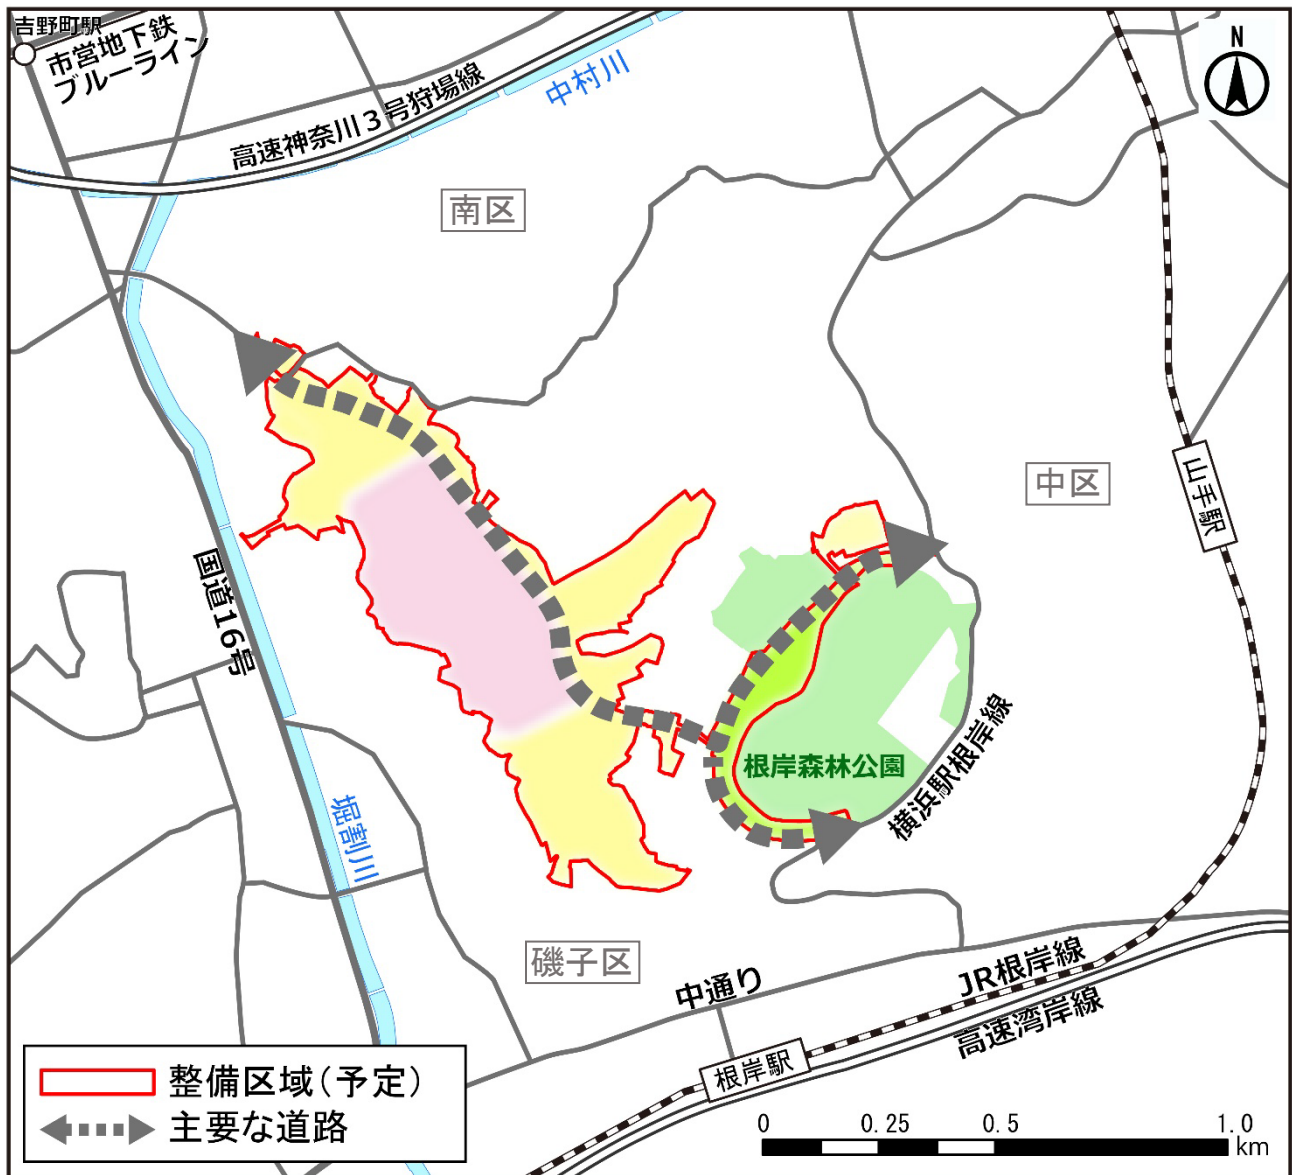 吉野町駅
市営地下鉄
ブルーライン
高速神奈川3号狩場線
中村川
N
南区
中区
山手駅
国道16号
堀割川
根岸森林公園
横浜駅根岸線
磯子区
中通り
JR根岸線
高速湾岸線
根岸駅
整備区域(予定)
主要な道路
0 0.25 0.5 1.0
km